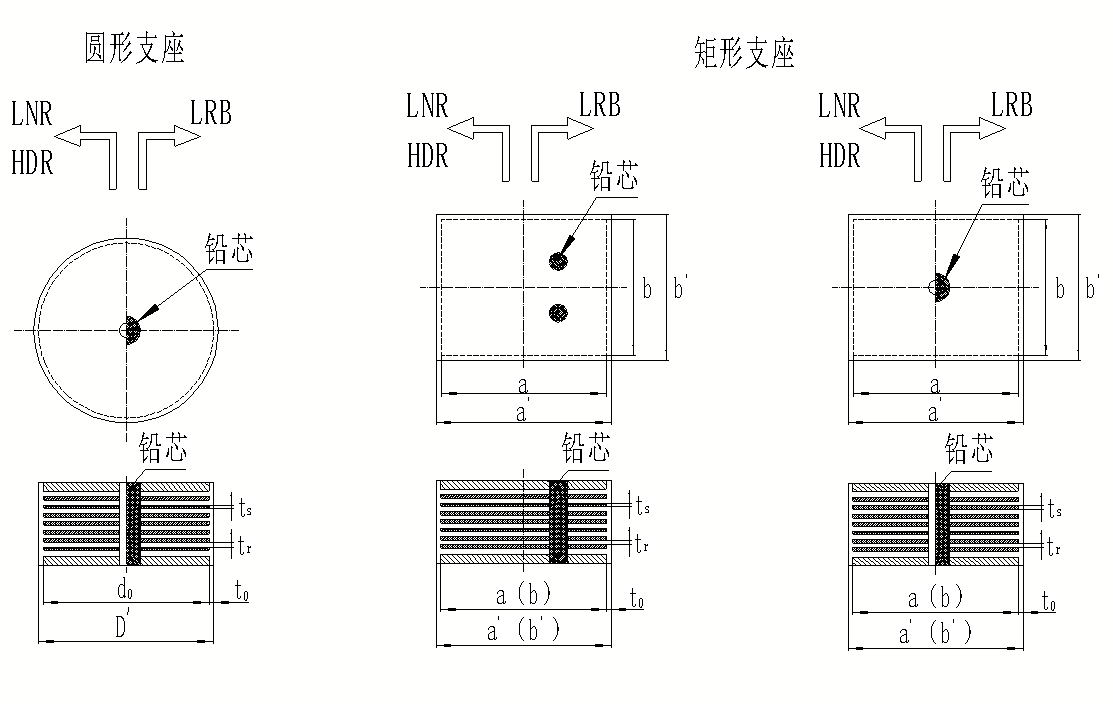 圆形支座
矩形支座
LNR
LRB
HDR
LNR
LRB
HDR
LNR
LRB
HDR
铅芯
铅芯
铅芯
b
b'
b
b'
a
a'
a
a'
铅芯
铅芯
铅芯
ts
tr
ts
tr
ts
tr
d0
t0
D'
a(b)
t0
a'(b')
a(b)
t0
a'(b')